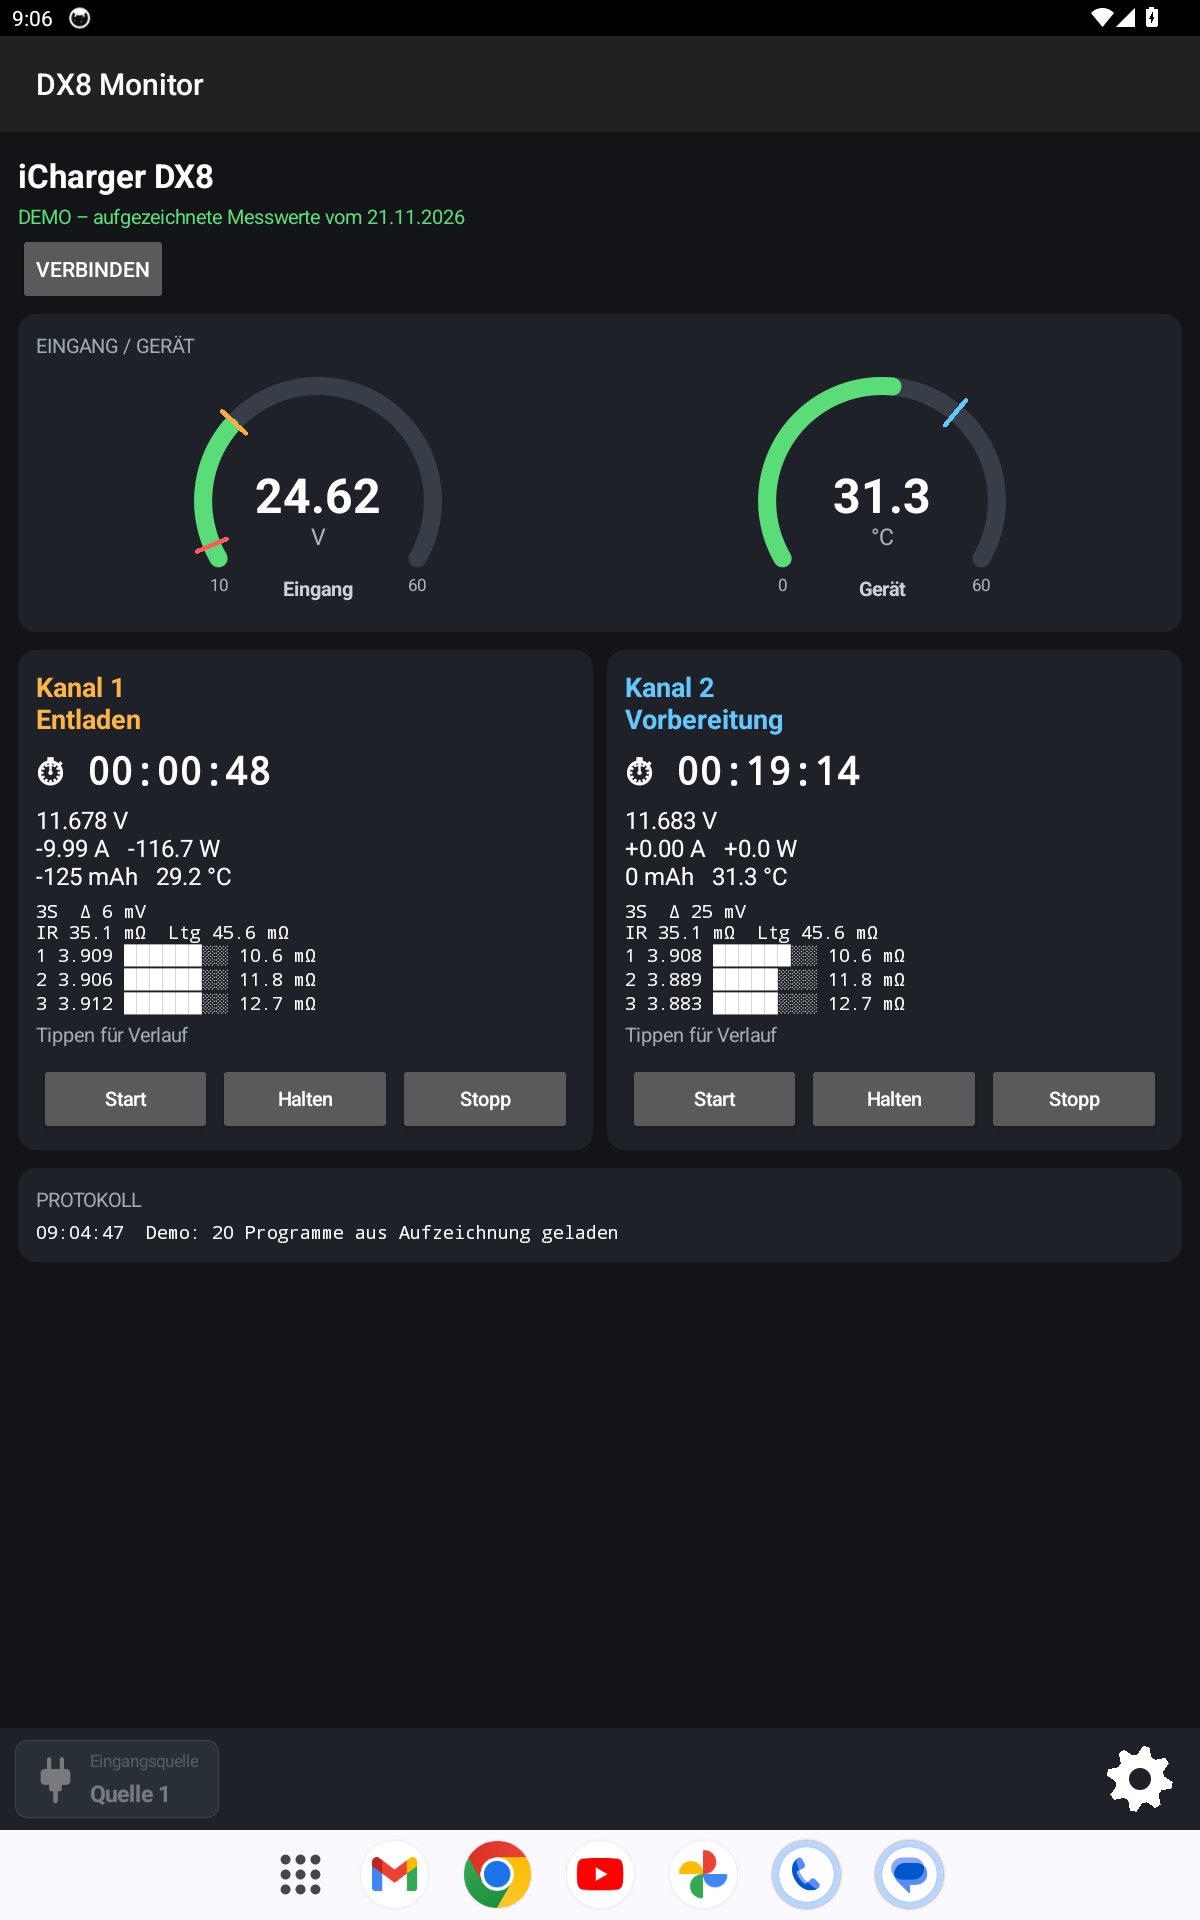 9:06
DX8 Monitor
iCharger DX8
DEMO – aufgezeichnete Messwerte vom 21.11.2026
VERBINDEN
EINGANG / GERÄT
24.62
V
10
Eingang
60
31.3
°C
0
Gerät
60
Kanal 1
Entladen
00:00:48
11.678 V
-9.99 A -116.7 W
-125 mAh 29.2 °C
3S Δ 6 mV
IR 35.1 mΩ Ltg 45.6 mΩ
1 3.909 ██████░░ 10.6 mΩ
2 3.906 ██████░░ 11.8 mΩ
3 3.912 ██████░░ 12.7 mΩ
Tippen für Verlauf
Start Halten Stopp
Kanal 2
Vorbereitung
00:19:14
11.683 V
+0.00 A +0.0 W
0 mAh 31.3 °C
3S Δ 25 mV
IR 35.1 mΩ Ltg 45.6 mΩ
1 3.908 ██████░░ 10.6 mΩ
2 3.889 █████░░░ 11.8 mΩ
3 3.883 █████░░░ 12.7 mΩ
Tippen für Verlauf
Start Halten Stopp
PROTOKOLL
09:04:47 Demo: 20 Programme aus Aufzeichnung geladen
Eingangsquelle
Quelle 1